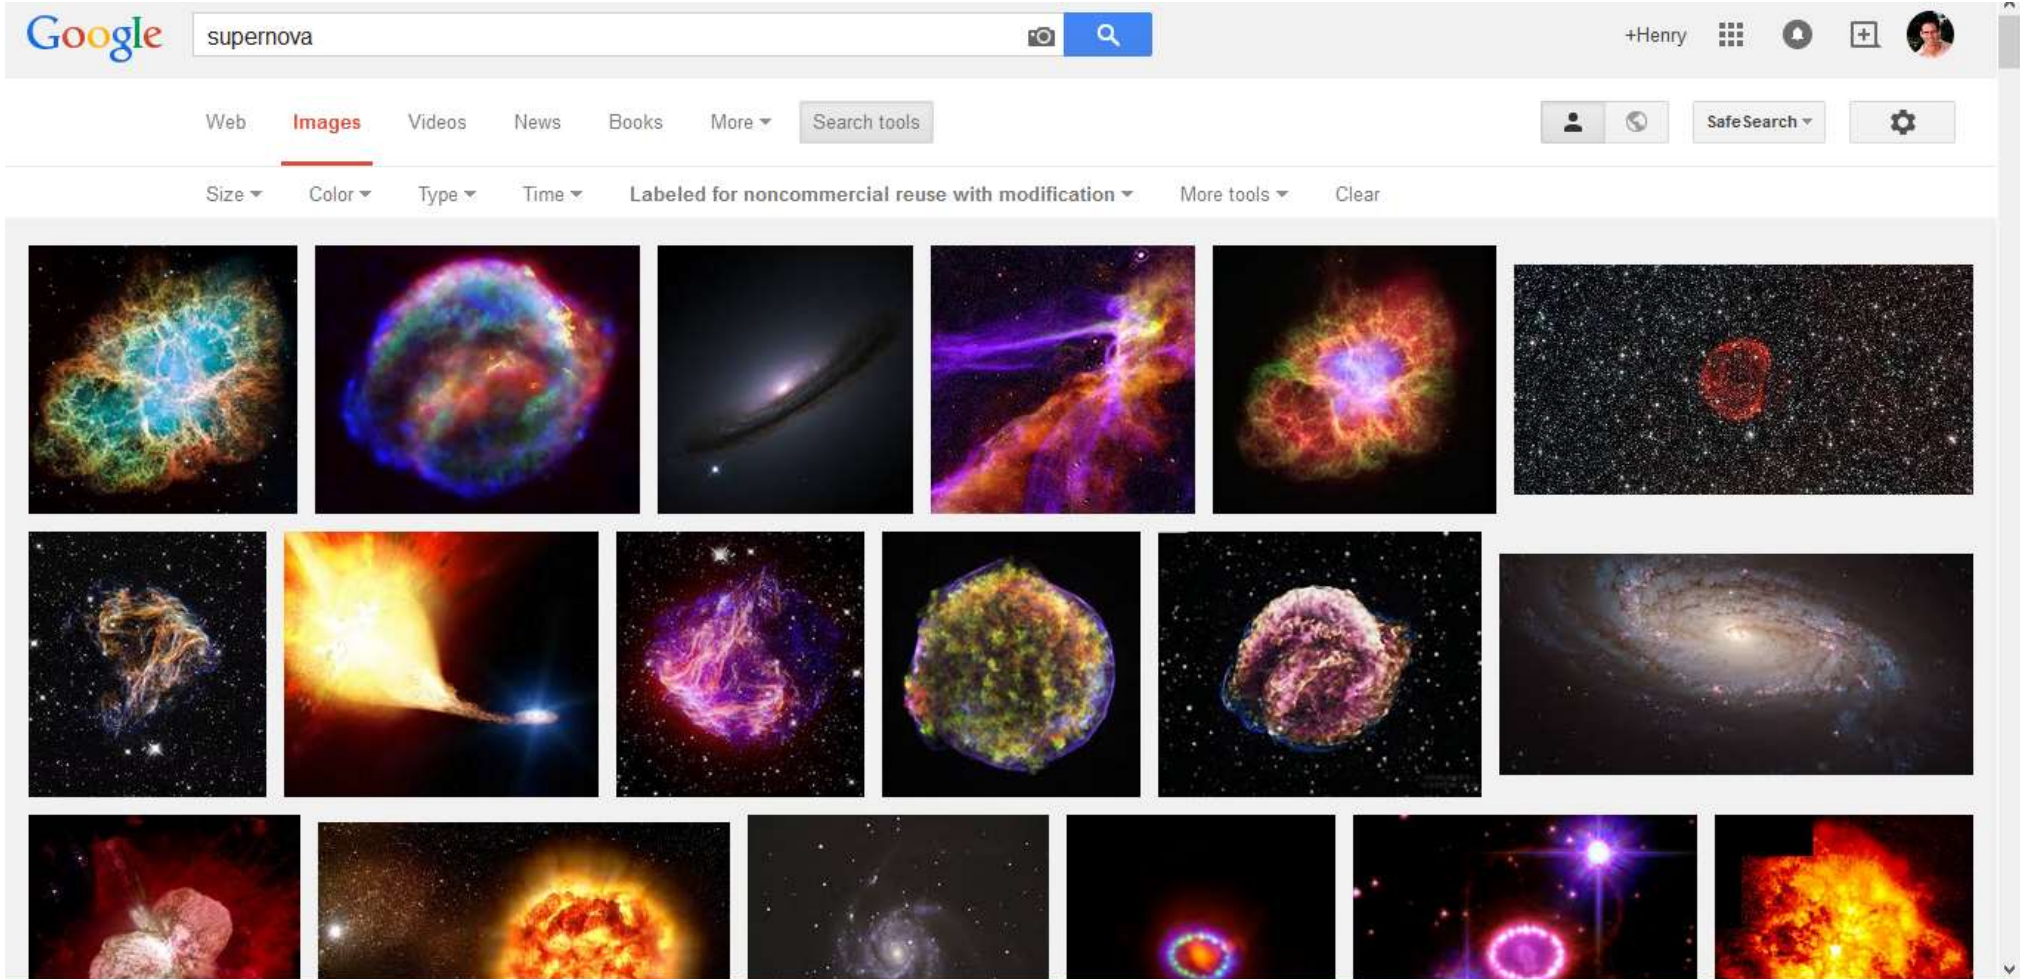 Google supernova +Henry
Web Images Videos News Books More Search tools SafeSearch
Size Color Type Time Labeled for noncommercial reuse with modification More tools Clear